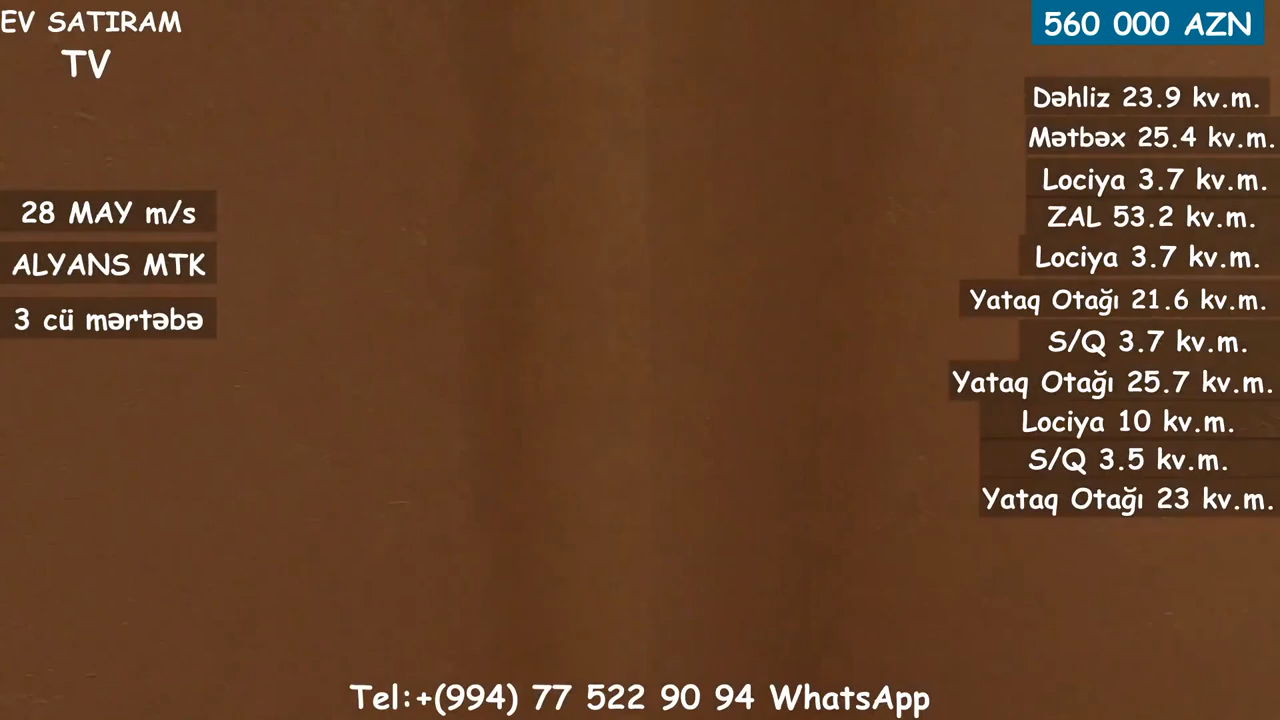 EV SATIRAM
TV
560 000 AZN
Dəhliz 23.9 kv.m.
Mətbəx 25.4 kv.m.
Lociya 3.7 kv.m.
ZAL 53.2 kv.m.
Lociya 3.7 kv.m.
Yataq Otağı 21.6 kv.m.
S/Q 3.7 kv.m.
Yataq Otağı 25.7 kv.m.
Lociya 10 kv.m.
S/Q 3.5 kv.m.
Yataq Otağı 23 kv.m.
28 MAY m/s
ALYANS MTK
3 cü mərtəbə
Tel:+(994) 77 522 90 94 WhatsApp